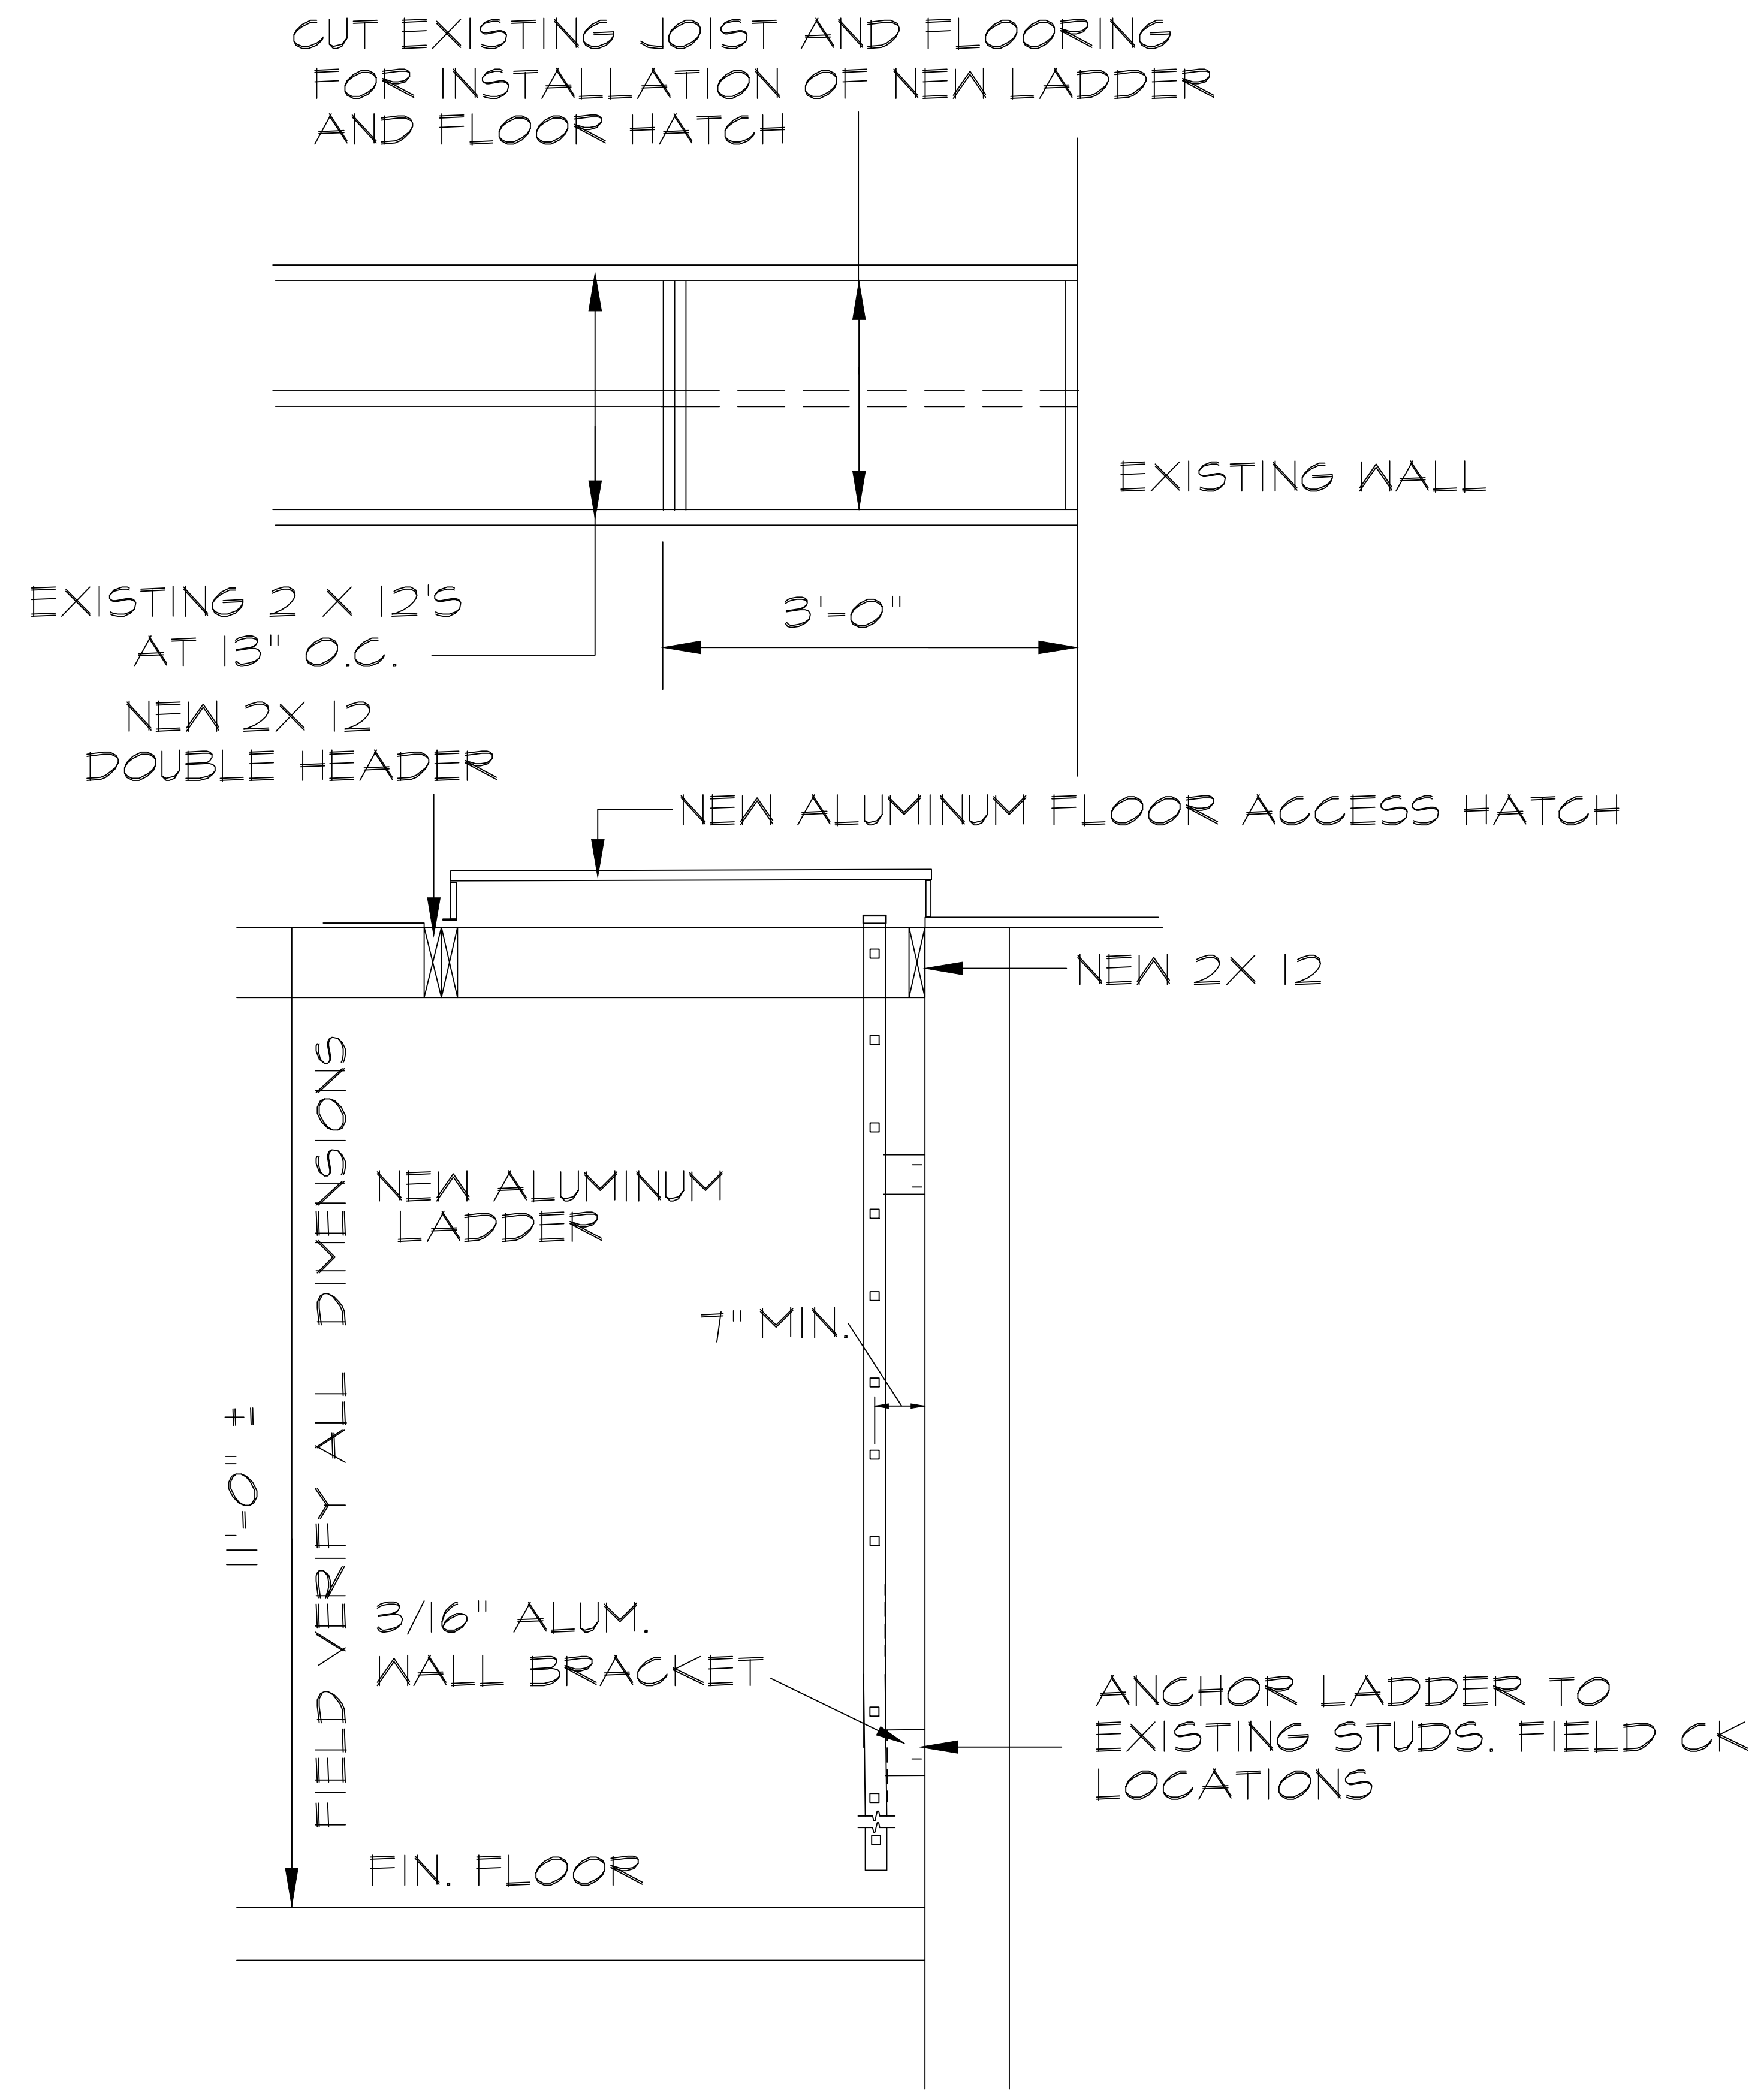 CUT EXISTING JOIST AND FLOORING
FOR INSTALLATION OF NEW LADDER
AND FLOOR HATCH
EXISTING WALL
EXISTING 2 X 12'S
AT 13" O.C.
3'-0"
NEW 2X 12
DOUBLE HEADER
NEW ALUMINUM FLOOR ACCESS HATCH
NEW 2X 12
FIELD VERIFY ALL DIMENSIONS
11'-0" ±
NEW ALUMINUM
LADDER
7" MIN.
3/16" ALUM.
WALL BRACKET
ANCHOR LADDER TO
EXISTING STUDS. FIELD CK
LOCATIONS
FIN. FLOOR